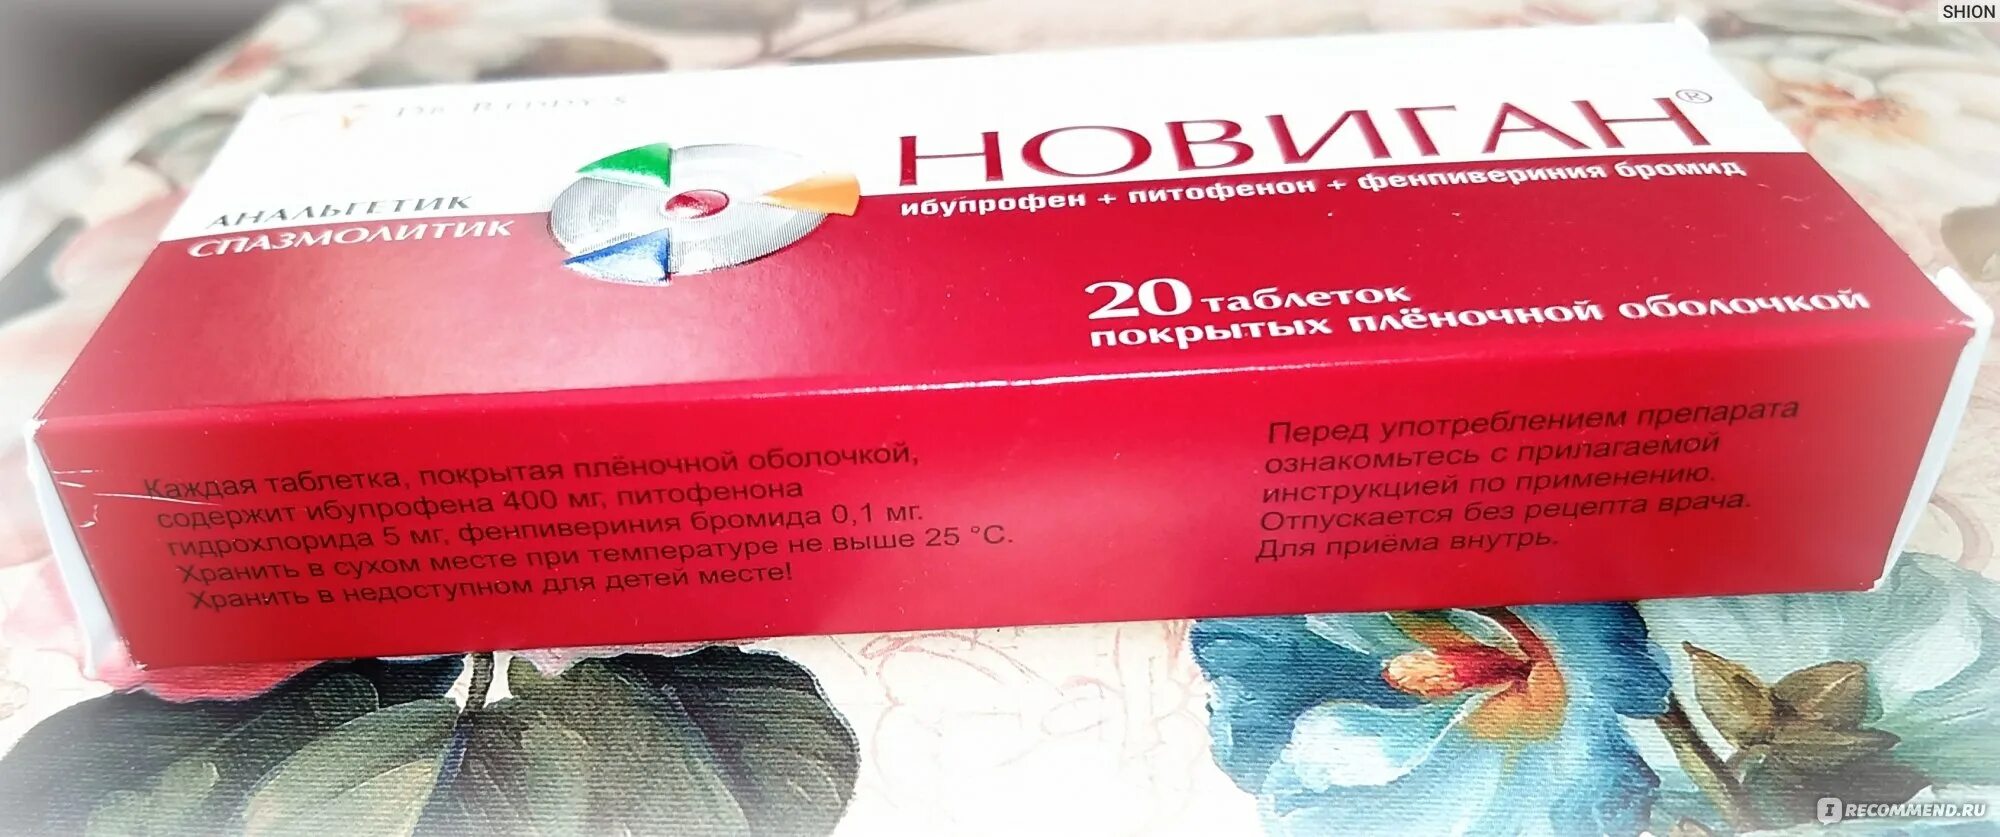 SHION
Dr. Reddy's
НОВИГАН®
ибупрофен + питофенон + фенпивериния бромид
АНАЛЬГЕТИК
СПАЗМОЛИТИК
20 таблеток
покрытых плёночной оболочкой
Каждая таблетка, покрытая плёночной оболочкой,
содержит ибупрофена 400 мг, питофенона
гидрохлорида 5 мг, фенпивериния бромида 0,1 мг.
Хранить в сухом месте при температуре не выше 25 °C.
Хранить в недоступном для детей месте!
Перед употреблением препарата
ознакомьтесь с прилагаемой
инструкцией по применению.
Отпускается без рецепта врача.
Для приёма внутрь.
IRECOMMEND.RU